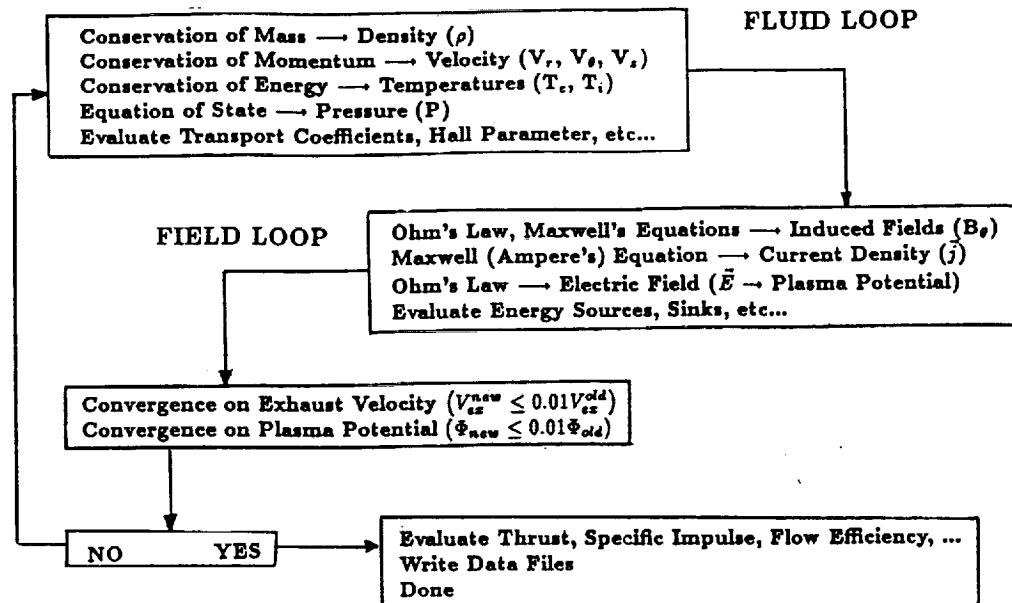 FLUID LOOP
Conservation of Mass → Density (ρ)
Conservation of Momentum → Velocity (V_r, V_θ, V_z)
Conservation of Energy → Temperatures (T_e, T_i)
Equation of State → Pressure (P)
Evaluate Transport Coefficients, Hall Parameter, etc...
FIELD LOOP
Ohm's Law, Maxwell's Equations → Induced Fields (B_θ)
Maxwell (Ampere's) Equation → Current Density (j⃗)
Ohm's Law → Electric Field (E⃗ → Plasma Potential)
Evaluate Energy Sources, Sinks, etc...
Convergence on Exhaust Velocity (V_ex^new ≤ 0.01V_ex^old)
Convergence on Plasma Potential (Φ_new ≤ 0.01Φ_old)
NO YES
Evaluate Thrust, Specific Impulse, Flow Efficiency, ...
Write Data Files
Done